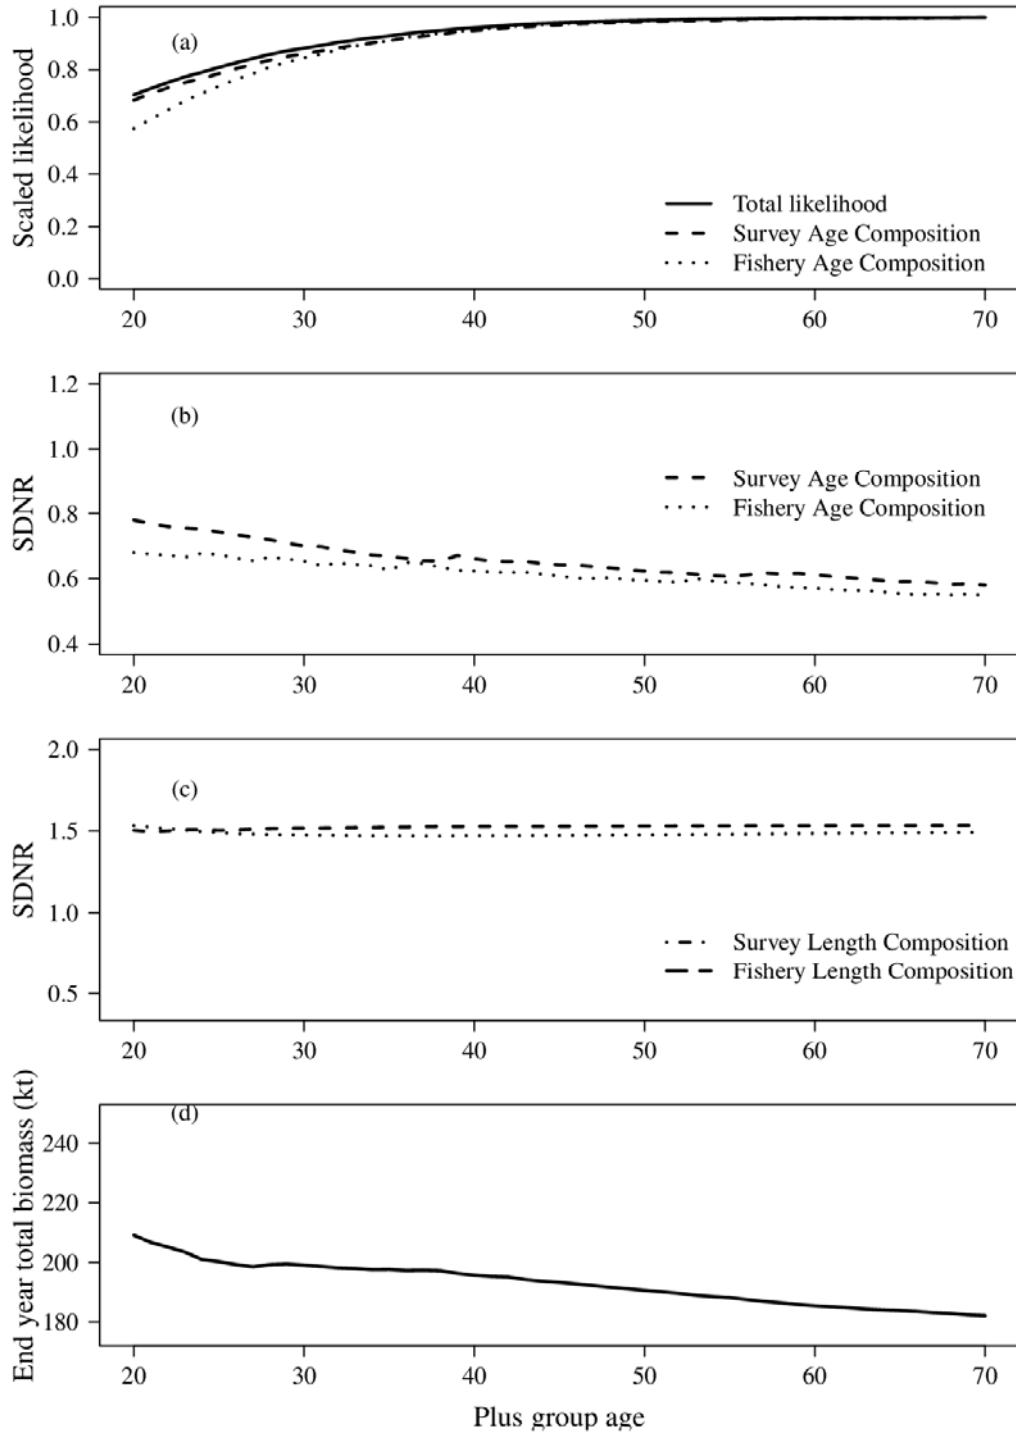 Scaled likelihood
1.0
0.8
0.6
0.4
0.2
0.0
(a)
Total likelihood
Survey Age Composition
Fishery Age Composition
20 30 40 50 60 70
SDNR
1.2
1.0
0.8
0.6
0.4
(b)
Survey Age Composition
Fishery Age Composition
20 30 40 50 60 70
SDNR
2.0
1.5
1.0
0.5
(c)
Survey Length Composition
Fishery Length Composition
20 30 40 50 60 70
End year total biomass (kt)
240
220
200
180
(d)
20 30 40 50 60 70
Plus group age